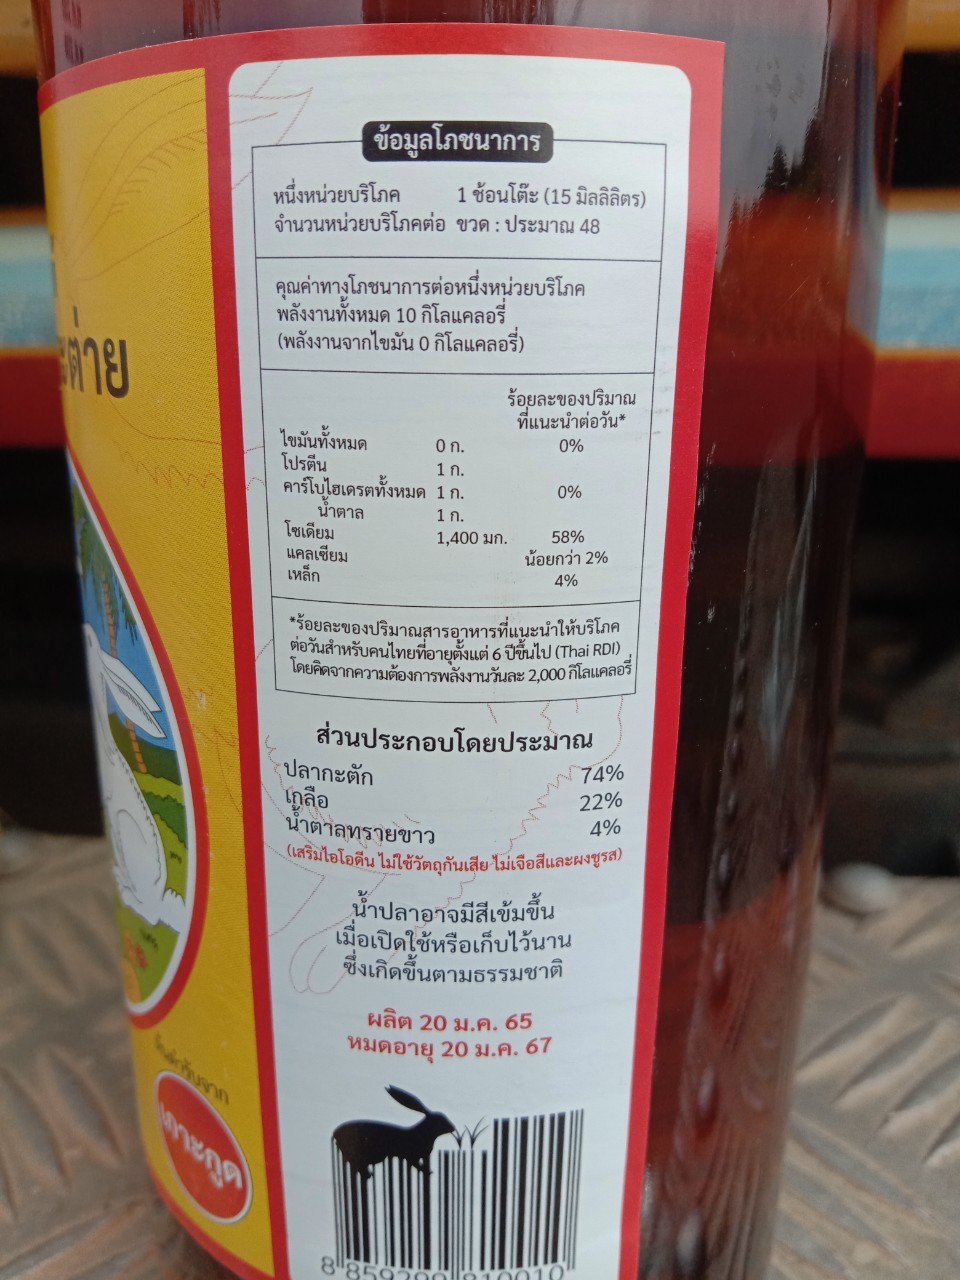 ต่าย
ข้อมูลโภชนาการ
หนึ่งหน่วยบริโภค 1 ช้อนโต๊ะ (15 มิลลิลิตร)
จำนวนหน่วยบริโภคต่อ ขวด : ประมาณ 48
คุณค่าทางโภชนาการต่อหนึ่งหน่วยบริโภค
พลังงานทั้งหมด 10 กิโลแคลอรี่
(พลังงานจากไขมัน 0 กิโลแคลอรี่)
ร้อยละของปริมาณ
ที่แนะนำต่อวัน*
ไขมันทั้งหมด 0 ก. 0%
โปรตีน 1 ก.
คาร์โบไฮเดรตทั้งหมด 1 ก. 0%
น้ำตาล 1 ก.
โซเดียม 1,400 มก. 58%
แคลเซียม น้อยกว่า 2%
เหล็ก 4%
*ร้อยละของปริมาณสารอาหารที่แนะนำให้บริโภค
ต่อวันสำหรับคนไทยที่อายุตั้งแต่ 6 ปีขึ้นไป (Thai RDI)
โดยคิดจากความต้องการพลังงานวันละ 2,000 กิโลแคลอรี่
ส่วนประกอบโดยประมาณ
ปลากะตัก 74%
เกลือ 22%
น้ำตาลทรายขาว 4%
(เสริมไอโอดีน ไม่ใช้วัตถุกันเสีย ไม่เจือสีและผงชูรส)
น้ำปลาอาจมีสีเข้มขึ้น
เมื่อเปิดใช้หรือเก็บไว้นาน
ซึ่งเกิดขึ้นตามธรรมชาติ
ผลิต 20 ม.ค. 65
หมดอายุ 20 ม.ค. 67
เกาะกูด